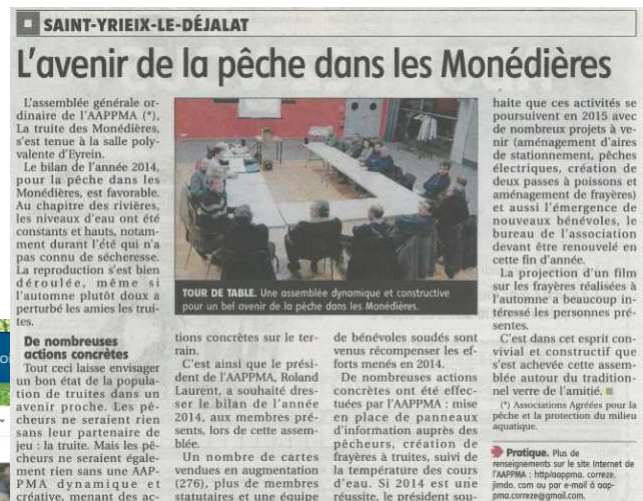 SAINT-YRIEIX-LE-DÉJALAT
L'avenir de la pêche dans les Monédières
L'assemblée générale or-
dinaire de l'AAPPMA (*),
La truite des Monédières,
s'est tenue à la salle poly-
valente d'Eyrein.
Le bilan de l'année 2014,
pour la pêche dans les
Monédières, est favorable.
Au chapitre des rivières,
les niveaux d'eau ont été
constants et hauts, notam-
ment durant l'été qui n'a
pas connu de sécheresse.
La reproduction s'est bien
déroulée, même si
l'automne plutôt doux a
perturbé les amies les trui-
tes.
De nombreuses
actions concrètes
Tout ceci laisse envisager
un bon état de la popula-
tion de truites dans un
avenir proche. Les pê-
cheurs ne seraient rien
sans leur partenaire de
jeu : la truite. Mais les pê-
cheurs ne seraient égale-
ment rien sans une AAP-
PMA dynamique et
créative, menant des ac-
TOUR DE TABLE. Une assemblée dynamique et constructive
pour un bel avenir de la pêche dans les Monédières.
tions concrètes sur le ter-
rain.
C'est ainsi que le prési-
dent de l'AAPPMA, Roland
Laurent, a souhaité dres-
ser le bilan de l'année
2014, aux membres pré-
sents, lors de cette assem-
blée.
Un nombre de cartes
vendues en augmentation
(276), plus de membres
statutaires et une équipe
de bénévoles soudés sont
venus récompenser les ef-
forts menés en 2014.
De nombreuses actions
concrètes ont été effec-
tuées par l'AAPPMA : mise
en place de panneaux
d'information auprès des
pêcheurs, création de
frayères à truites, suivi de
la température des cours
d'eau. Si 2014 est une
réussite, le président sou-
haite que ces activités se
poursuivent en 2015 avec
de nombreux projets à ve-
nir (aménagement d'aires
de stationnement, pêches
électriques, création de
deux passes à poissons et
aménagement de frayères)
et aussi l'émergence de
nouveaux bénévoles, le
bureau de l'association
devant être renouvelé en
cette fin d'année.
La projection d'un film
sur les frayères réalisées à
l'automne a beaucoup in-
téressé les personnes pré-
sentes.
C'est dans cet esprit con-
vivial et constructif que
s'est achevée cette assem-
blée autour du tradition-
nel verre de l'amitié.
(*) Associations Agréées pour la
pêche et la protection du milieu
aquatique.
Pratique. Plus de
renseignements sur le site Internet de
l'AAPPMA : httpaappma. correze.
jimdo. com ou par e-mail à aap-
pma.correze@gmail.com.